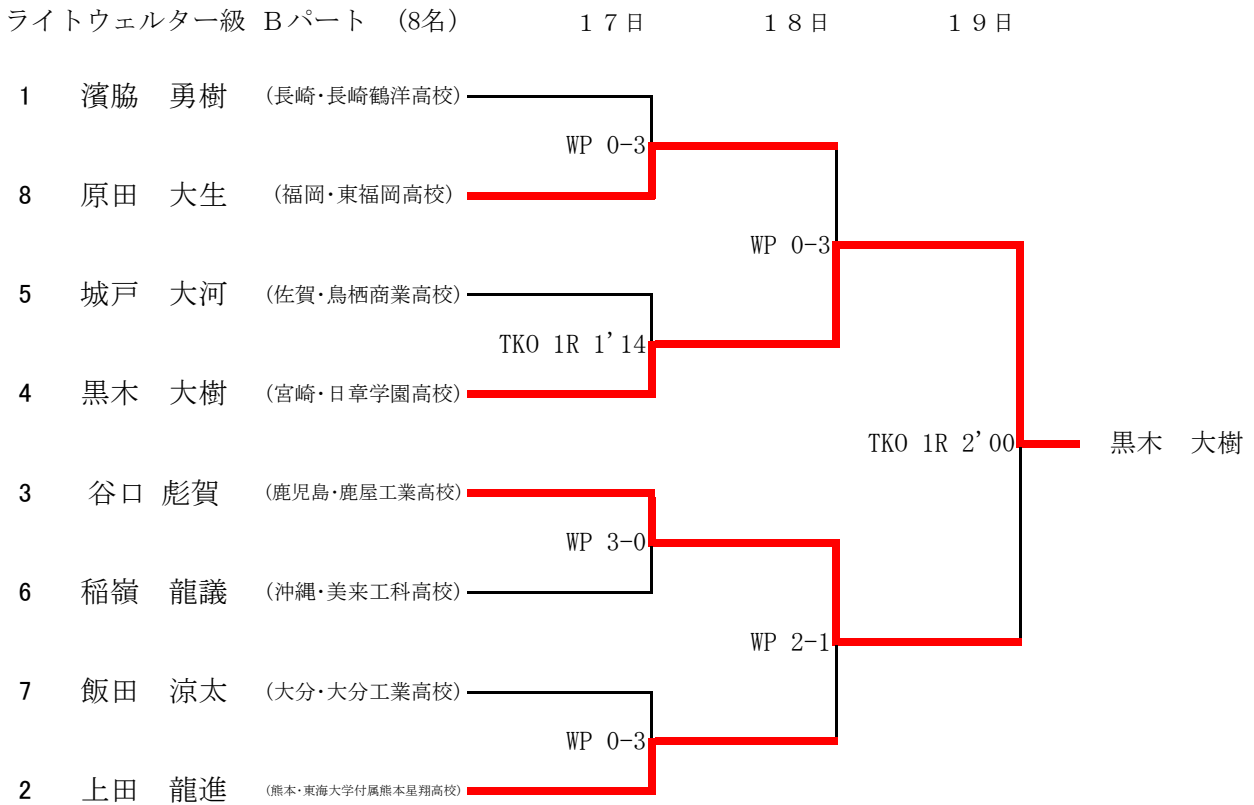 ライトウェルター級 Bパート (8名) 17日 18日 19日
1 濱脇 勇樹 (長崎・長崎鶴洋高校)
WP 0-3
8 原田 大生 (福岡・東福岡高校)
WP 0-3
5 城戸 大河 (佐賀・鳥栖商業高校)
TKO 1R 1'14
4 黒木 大樹 (宮崎・日章学園高校)
TKO 1R 2'00 黒木 大樹
3 谷口 彪賀 (鹿児島・鹿屋工業高校)
WP 3-0
6 稲嶺 龍議 (沖縄・美来工科高校)
WP 2-1
7 飯田 涼太 (大分・大分工業高校)
WP 0-3
2 上田 龍進 (熊本・東海大学付属熊本星翔高校)